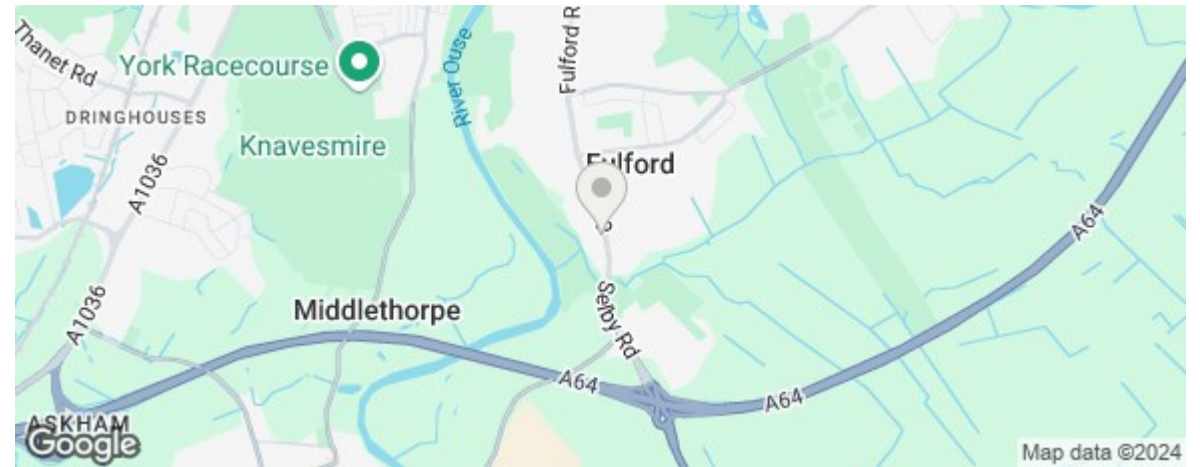 Thanet Rd
York Racecourse
River Ouse
Fulford R
DRINGHOUSES
Knavesmire
A1036
Fulford
A64
Middlethorpe
Selby Rd
A1036
A64
A64
ASKHAM
Google
Map data ©2024